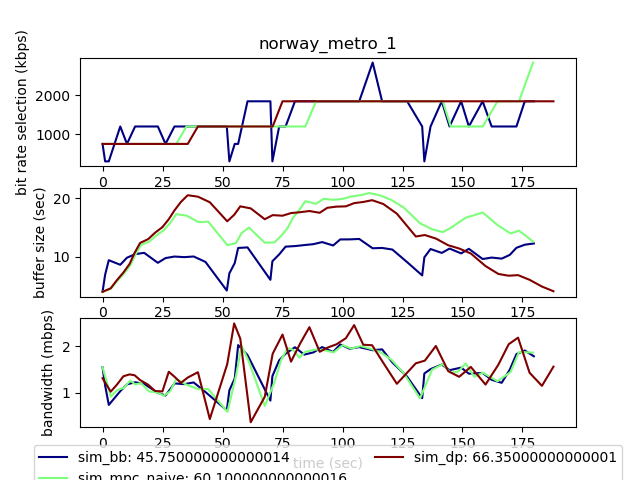 norway_metro_1
bit rate selection (kbps)
2000
1000
0 25 50 75 100 125 150 175
buffer size (sec)
20
10
0 25 50 75 100 125 150 175
bandwidth (mbps)
2
1
0 25 50 75 100 125 150 175
time (sec)
sim_bb: 45.750000000000014
sim_dp: 66.35000000000001
sim_mpc_naive: 60.100000000000016